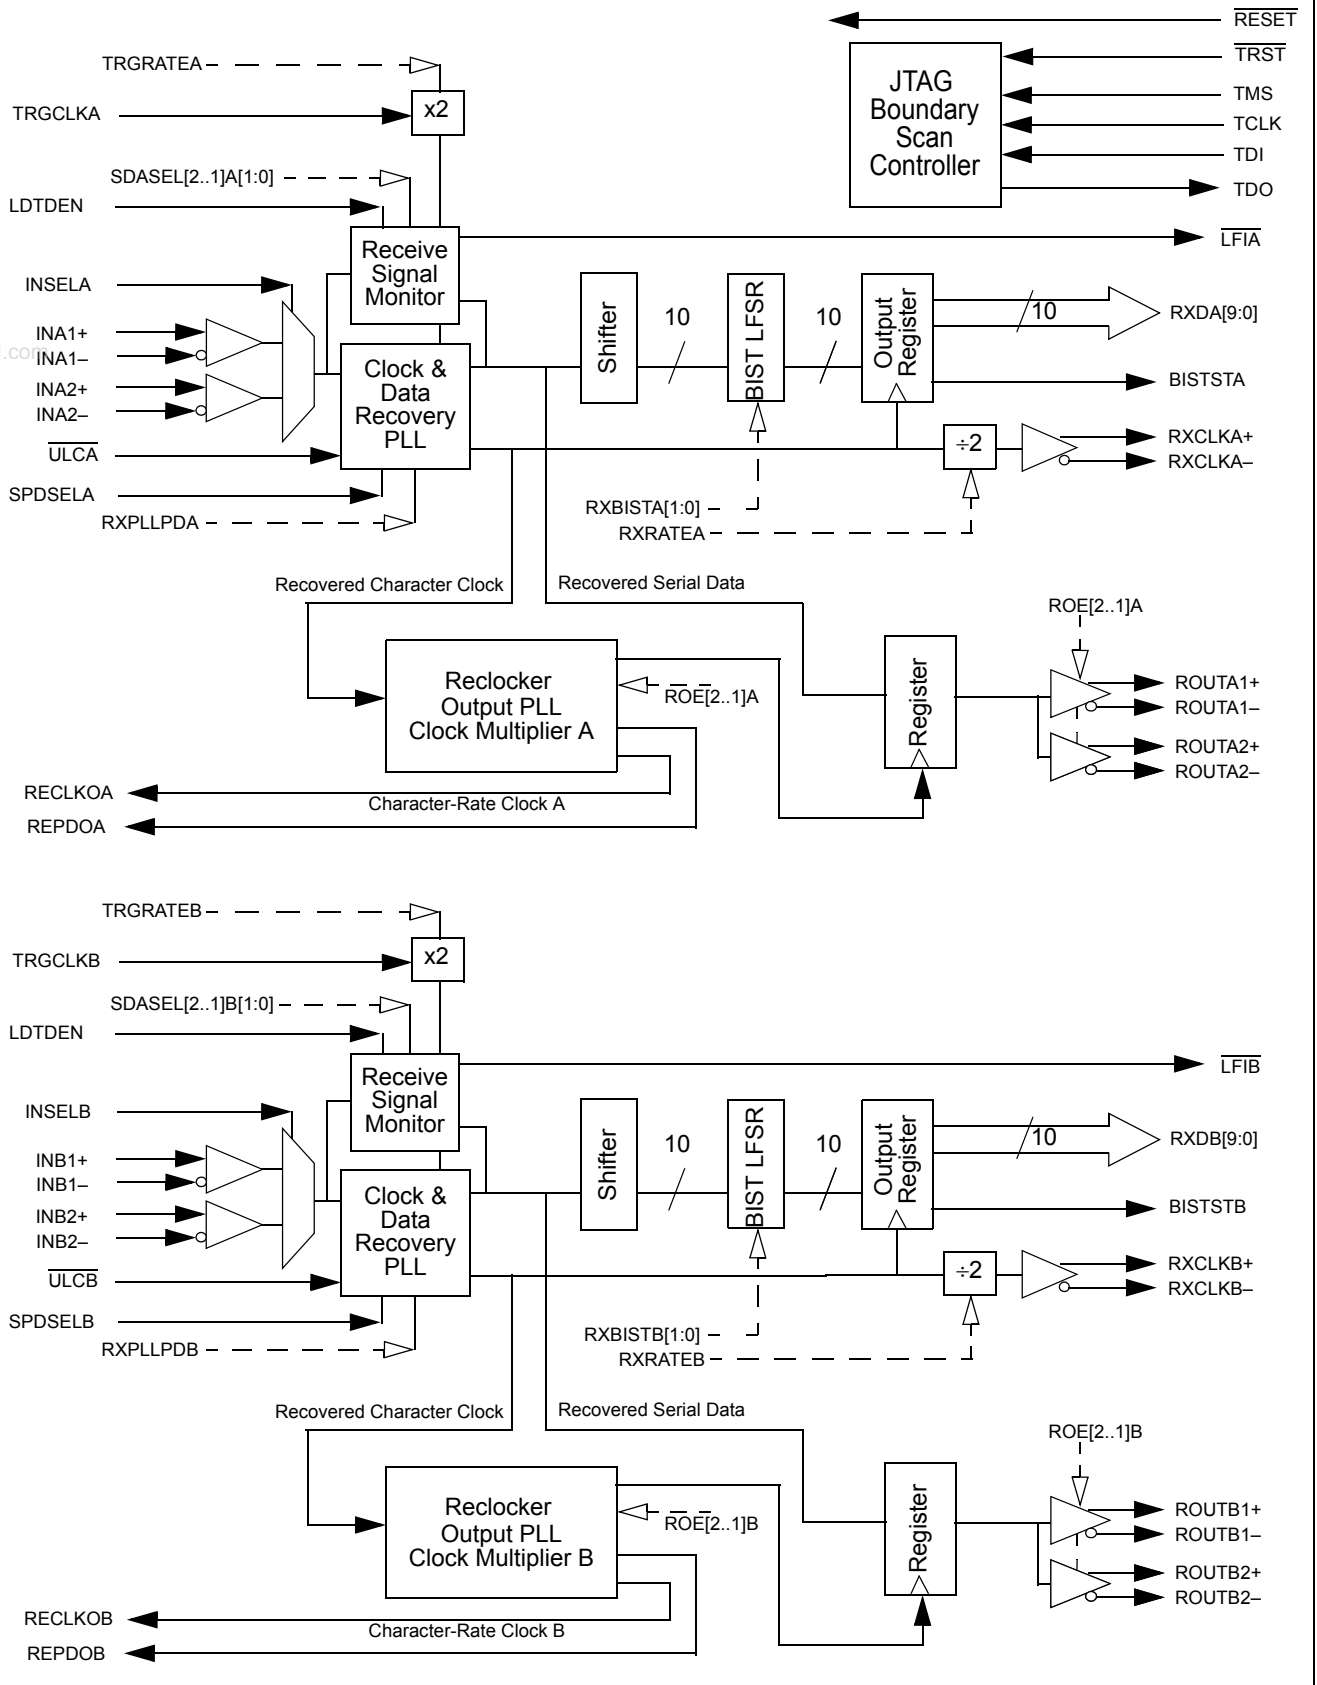 RESET
TRST
TRGRATEA
JTAG
Boundary
Scan
Controller
TMS
TRGCLKA
x2
TCLK
TDI
SDASEL[2..1]A[1:0]
TDO
LDTDEN
Receive
Signal
Monitor
LFIA
INSELA
Shifter
10
BIST LFSR
10
Output
Register
10
RXDA[9:0]
INA1+
INA1–
Clock &
Data
Recovery
PLL
INA2+
INA2–
BISTSTA
ULCA
÷2
RXCLKA+
RXCLKA–
SPDSELA
RXPLLPDA
RXBISTA[1:0]
RXRATEA
Recovered Character Clock
Recovered Serial Data
ROE[2..1]A
Reclocker
Output PLL
Clock Multiplier A
ROE[2..1]A
Register
ROUTA1+
ROUTA1–
ROUTA2+
ROUTA2–
RECLKOA
Character-Rate Clock A
REPDOA
TRGRATEB
TRGCLKB
x2
SDASEL[2..1]B[1:0]
LDTDEN
Receive
Signal
Monitor
LFIB
INSELB
Shifter
10
BIST LFSR
10
Output
Register
10
RXDB[9:0]
INB1+
INB1–
Clock &
Data
Recovery
PLL
INB2+
INB2–
BISTSTB
ULCB
÷2
RXCLKB+
RXCLKB–
SPDSELB
RXPLLPDB
RXBISTB[1:0]
RXRATEB
Recovered Character Clock
Recovered Serial Data
ROE[2..1]B
Reclocker
Output PLL
Clock Multiplier B
ROE[2..1]B
Register
ROUTB1+
ROUTB1–
ROUTB2+
ROUTB2–
RECLKOB
Character-Rate Clock B
REPDOB